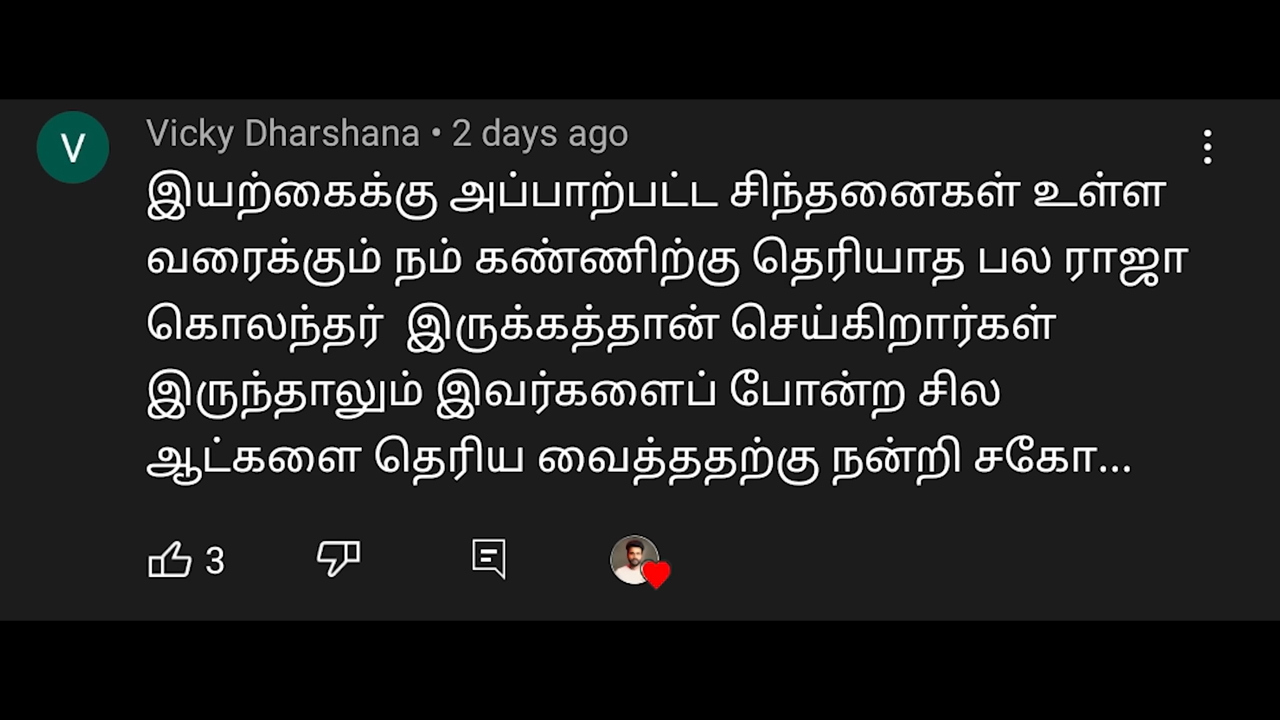 V
Vicky Dharshana • 2 days ago
இயற்கைக்கு அப்பாற்பட்ட சிந்தனைகள் உள்ள
வரைக்கும் நம் கண்ணிற்கு தெரியாத பல ராஜா
கொலந்தர்  இருக்கத்தான் செய்கிறார்கள்
இருந்தாலும் இவர்களைப் போன்ற சில
ஆட்களை தெரிய வைத்ததற்கு நன்றி சகோ...
3